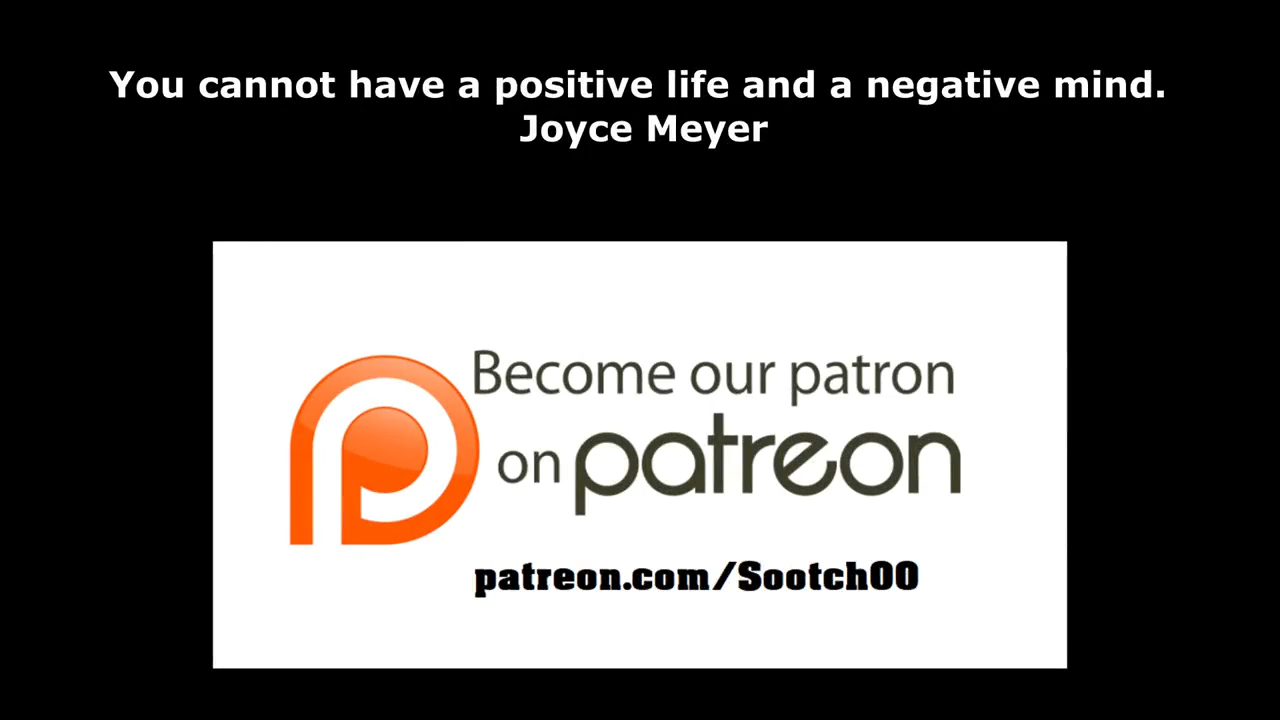 You cannot have a positive life and a negative mind.
Joyce Meyer
Become our patron
on patreon
patreon.com/Sootch00